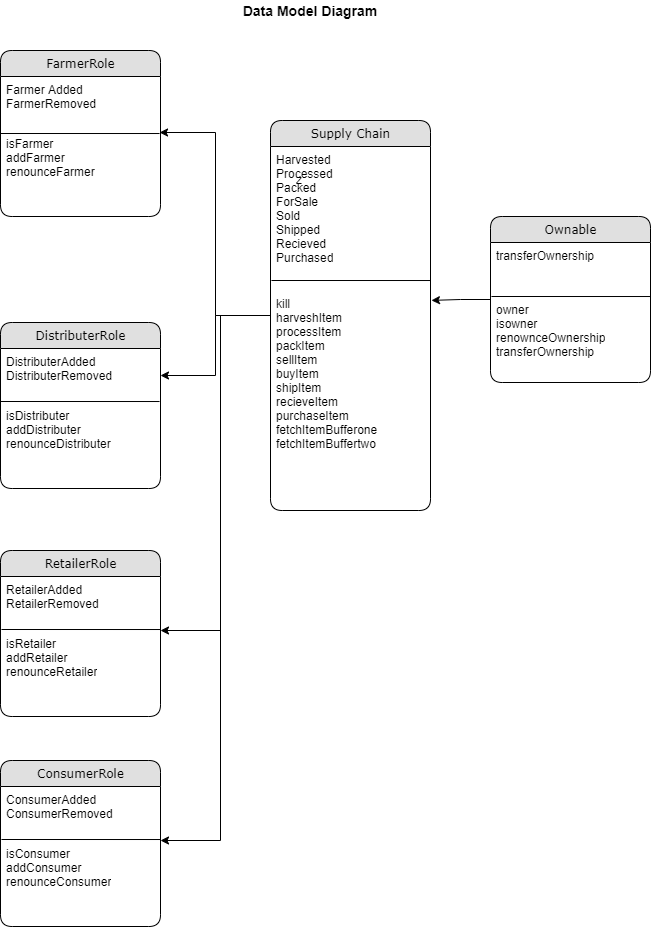 Data Model Diagram
FarmerRole
Farmer Added
FarmerRemoved
isFarmer
addFarmer
renounceFarmer
Supply Chain
Harvested
Processed
Packed
ForSale
Sold
Shipped
Recieved
Purchased
kill
harveshItem
processItem
packItem
sellItem
buyItem
shipItem
recieveItem
purchaseItem
fetchItemBufferone
fetchItemBuffertwo
Ownable
transferOwnership
owner
isowner
renownceOwnership
transferOwnership
DistributerRole
DistributerAdded
DistributerRemoved
isDistributer
addDistributer
renounceDistributer
RetailerRole
RetailerAdded
RetailerRemoved
isRetailer
addRetailer
renounceRetailer
ConsumerRole
ConsumerAdded
ConsumerRemoved
isConsumer
addConsumer
renounceConsumer